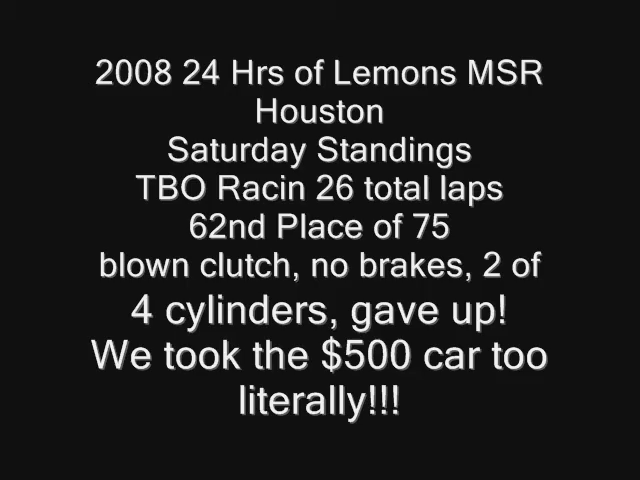 2008 24 Hrs of Lemons MSR
Houston
Saturday Standings
TBO Racin 26 total laps
62nd Place of 75
blown clutch, no brakes, 2 of
4 cylinders, gave up!
We took the $500 car too
literally!!!